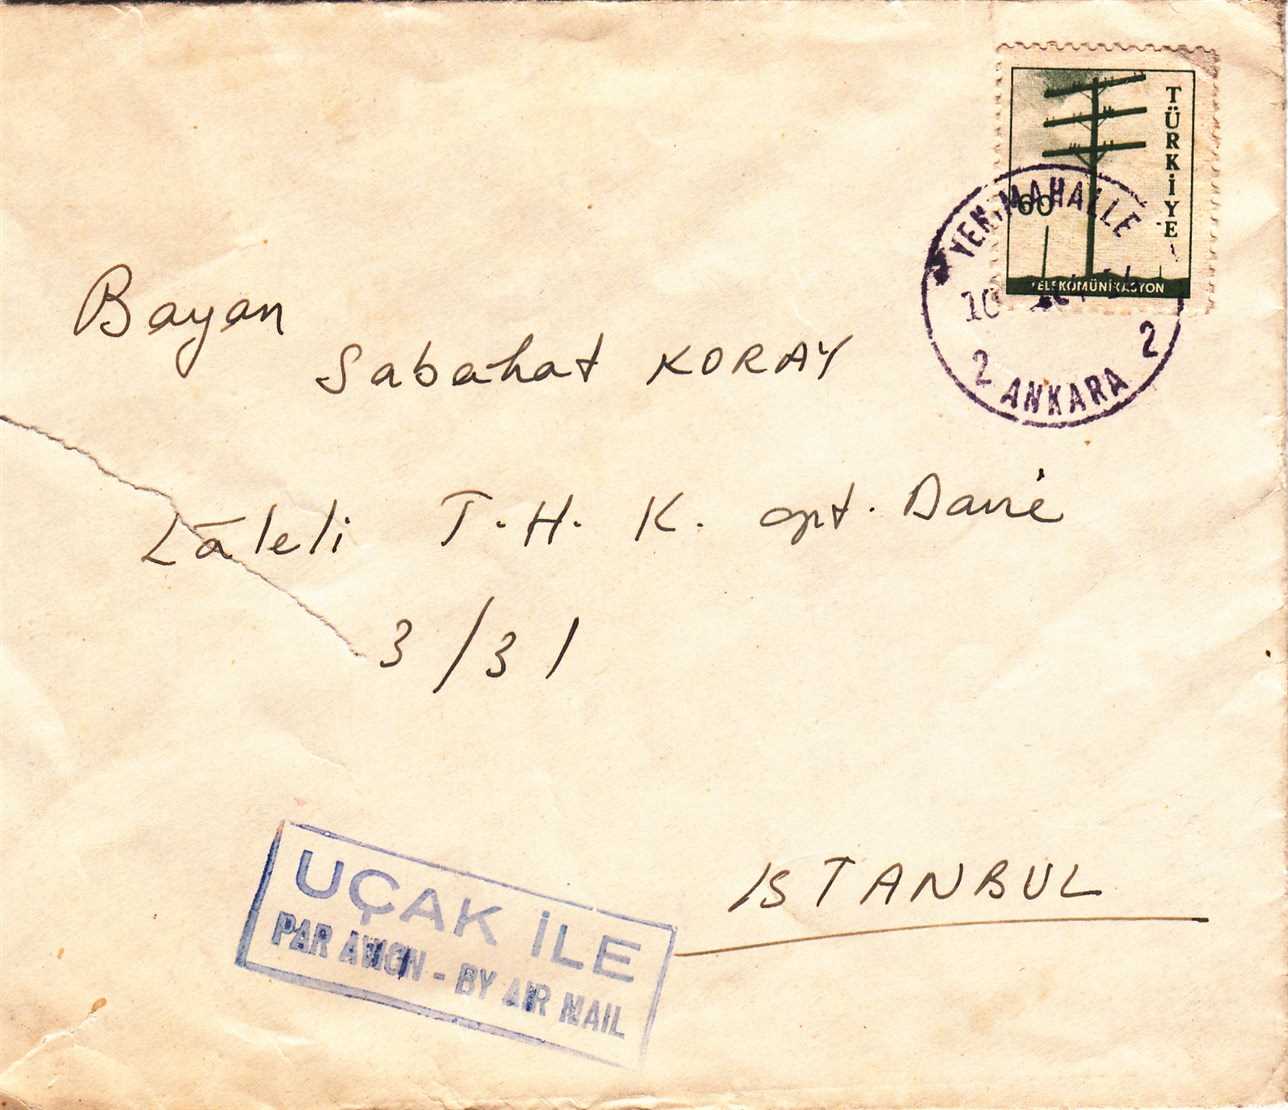 TÜRKİYE
60
TELEKOMÜNİKASYON
YENİMAHALLE
10
2 ANKARA 2
Bayan
Sabahat KORAY
Lâleli T.H.K. apt. Daire
3/31
ISTANBUL
UÇAK İLE
PAR AVION - BY AIR MAIL